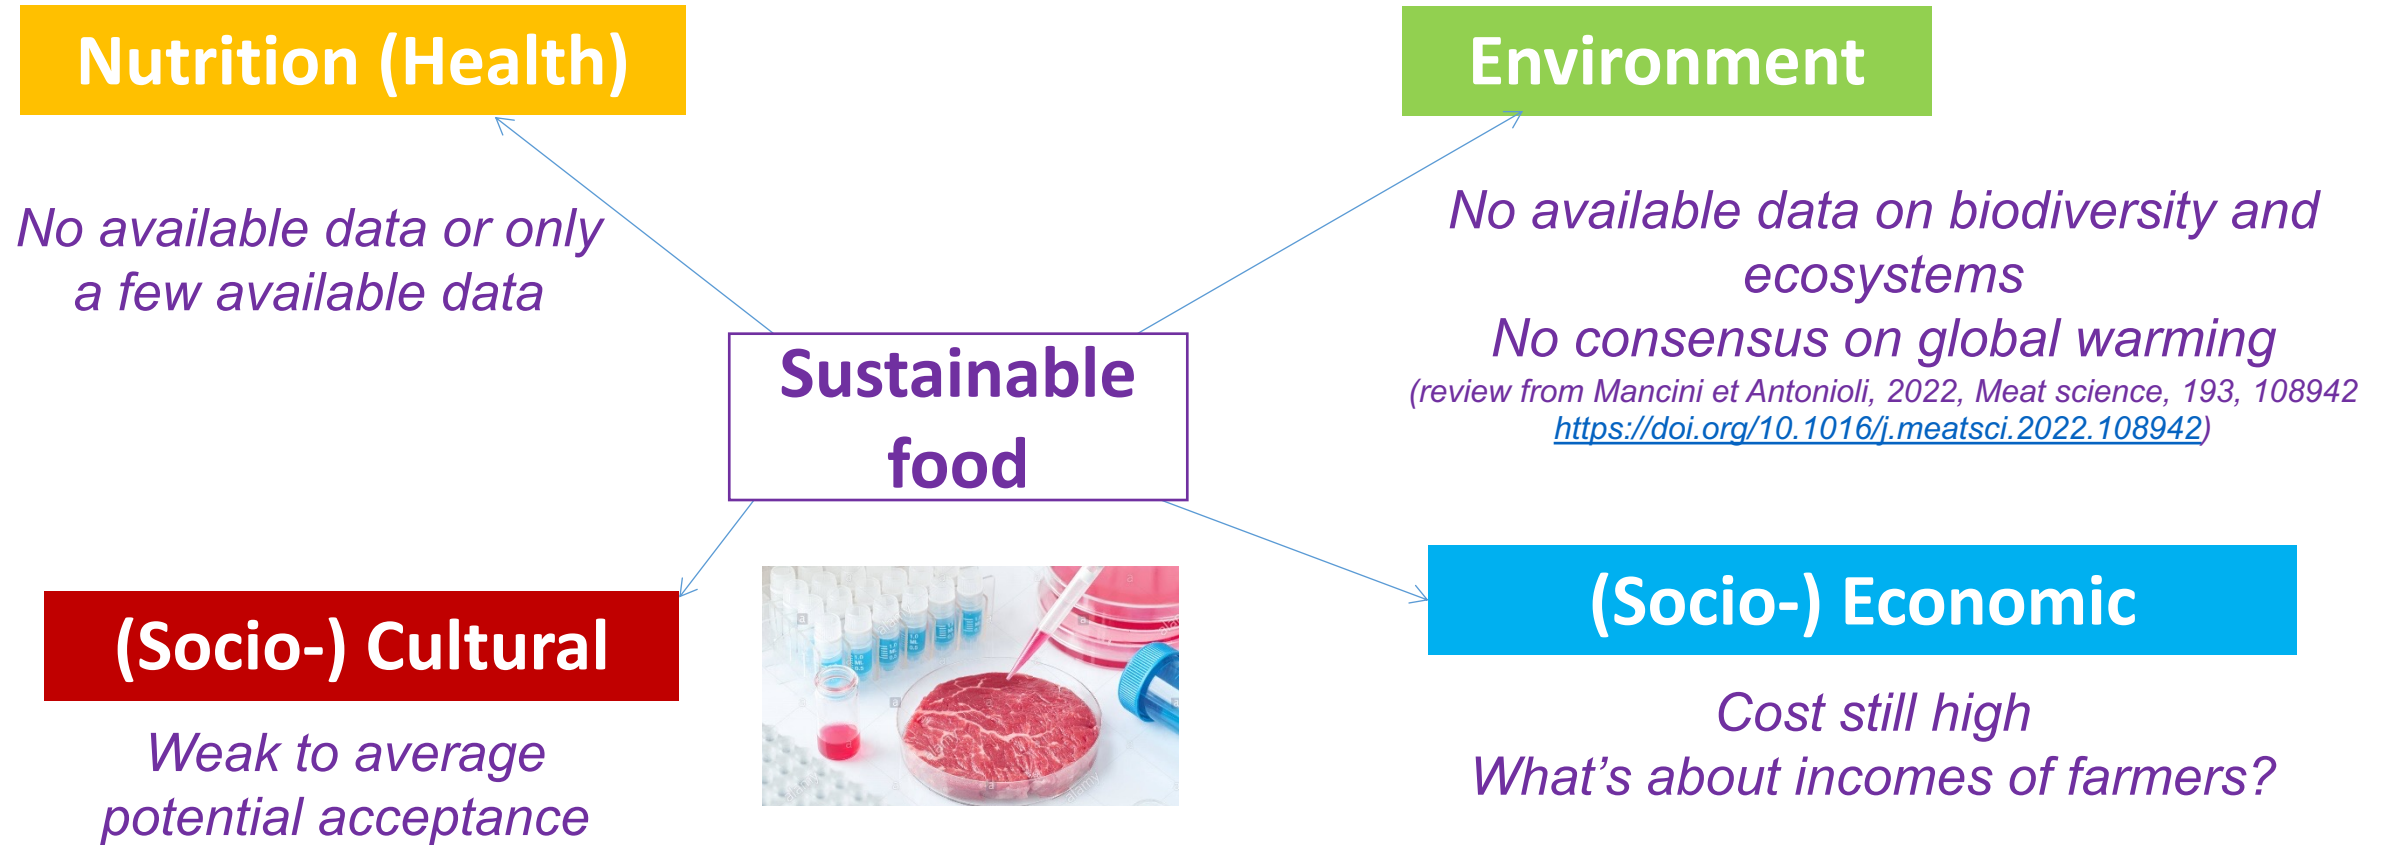 Nutrition (Health)
No available data or only
a few available data
Environment
No available data on biodiversity and
ecosystems
No consensus on global warming
(review from Mancini et Antonioli, 2022, Meat science, 193, 108942
https://doi.org/10.1016/j.meatsci.2022.108942)
Sustainable
food
(Socio-) Cultural
Weak to average
potential acceptance
(Socio-) Economic
Cost still high
What’s about incomes of farmers?